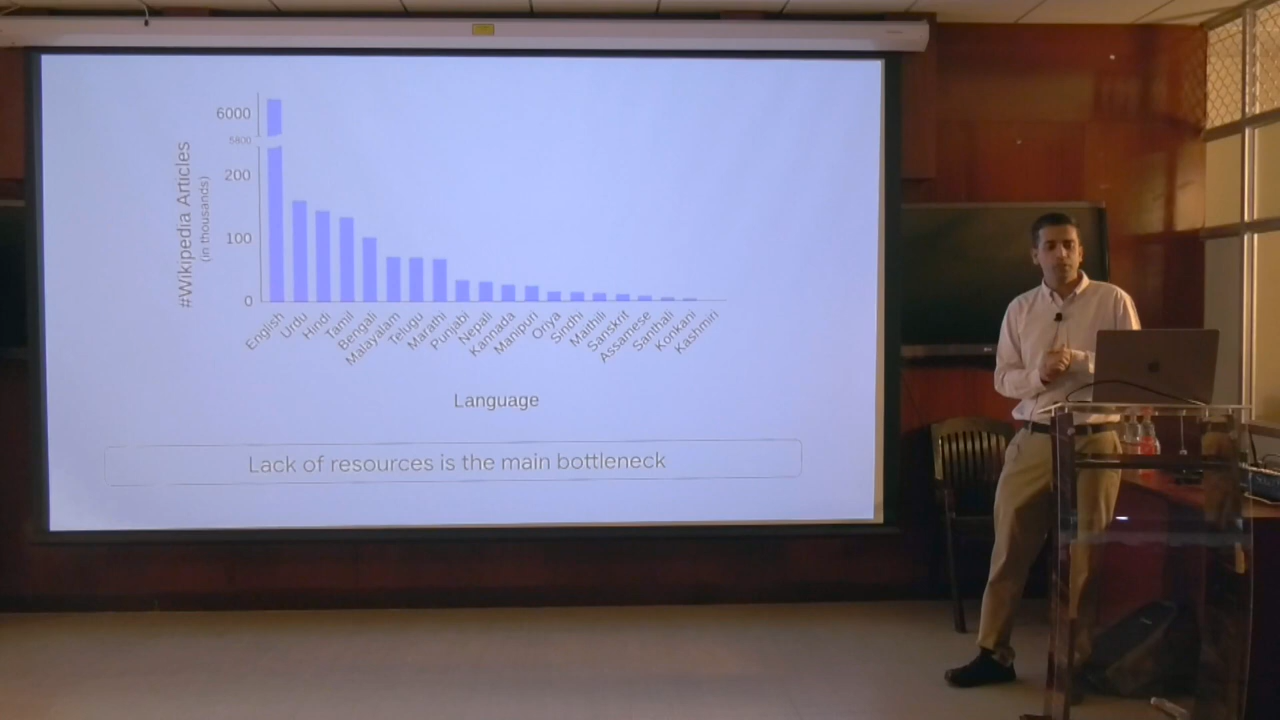 6000
5800
200
100
0
#Wikipedia Articles
(in thousands)
English
Urdu
Hindi
Tamil
Bengali
Malayalam
Telugu
Marathi
Punjabi
Nepali
Kannada
Manipuri
Oriya
Sindhi
Maithili
Sanskrit
Assamese
Santhali
Konkani
Kashmiri
Language
Lack of resources is the main bottleneck